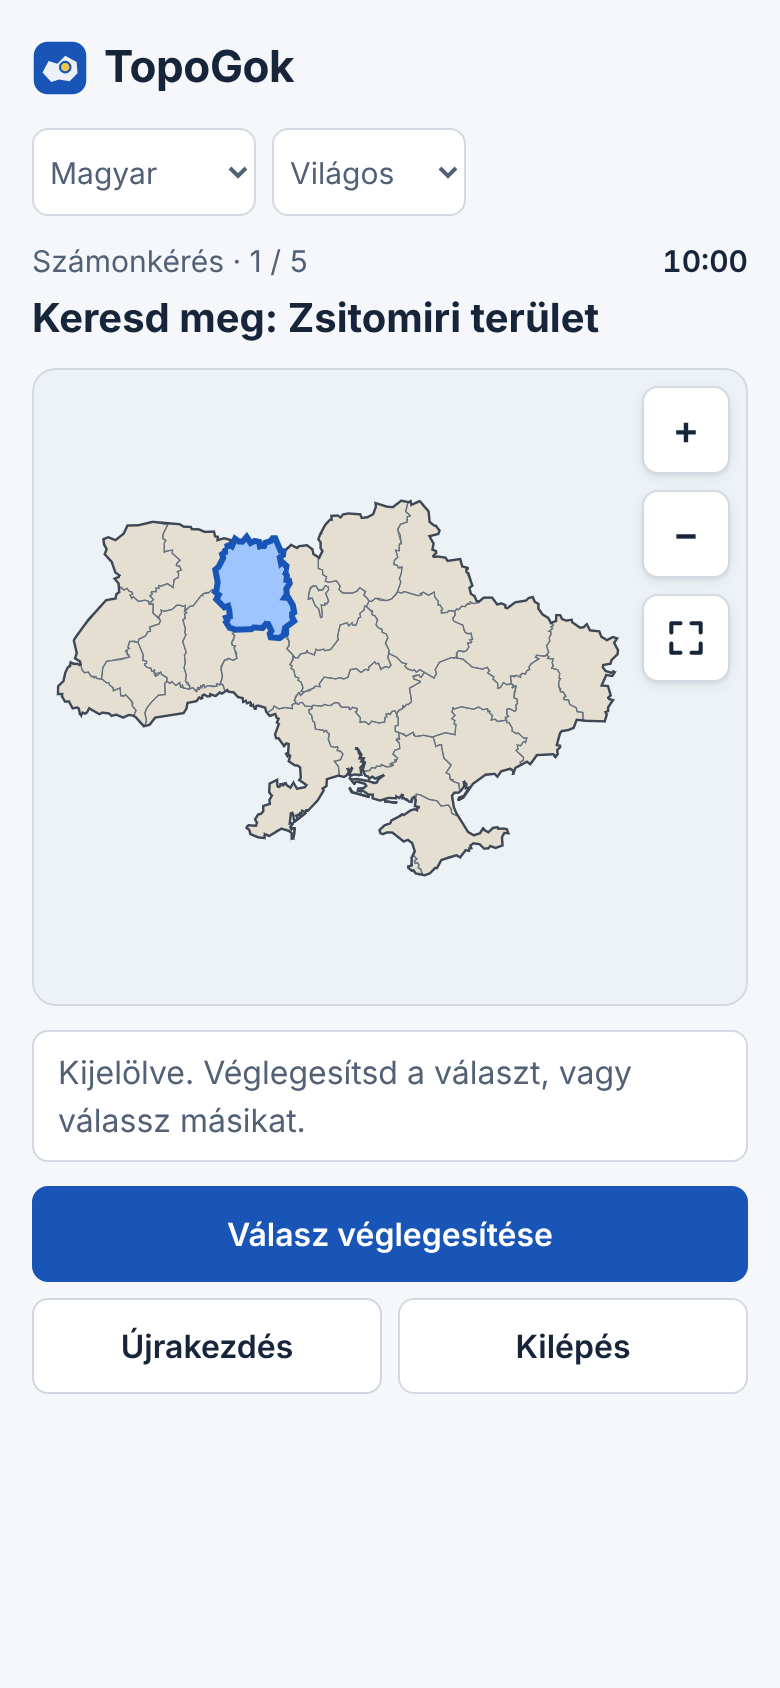 TopoGok
Magyar
Világos
Számonkérés · 1 / 5
10:00
Keresd meg: Zsitomiri terület
+
−
Kijelölve. Véglegesítsd a választ, vagy
válassz másikat.
Válasz véglegesítése
Újrakezdés
Kilépés